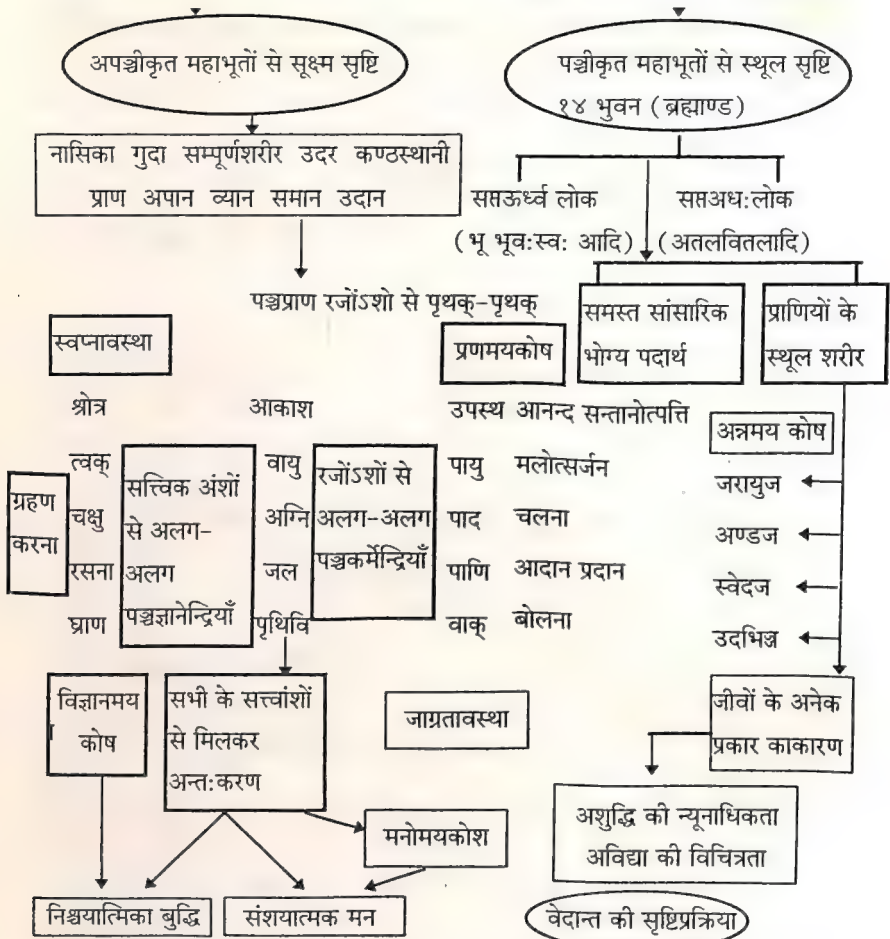 अपञ्चीकृत महाभूतों से सूक्ष्म सृष्टि
पञ्चीकृत महाभूतों से स्थूल सृष्टि
१४ भुवन (ब्रह्माण्ड)
नासिका गुदा सम्पूर्णशरीर उदर कण्ठस्थानी
प्राण अपान व्यान समान उदान
सप्तऊर्ध्व लोक
(भू भूवःस्वः आदि)
सप्तअधःलोक
(अतलवितलादि)
पञ्चप्राण रजोंऽशो से पृथक्-पृथक्
समस्त सांसारिक
भोग्य पदार्थ
प्राणियों के
स्थूल शरीर
स्वप्नावस्था
प्रणमयकोष
अन्नमय कोष
श्रोत्र
त्वक्
चक्षु
रसना
घ्राण
ग्रहण
करना
सत्त्विक अंशों
से अलग-
अलग
पञ्चज्ञानेन्द्रियाँ
आकाश
वायु
अग्नि
जल
पृथिवि
रजोंऽशों से
अलग-अलग
पञ्चकर्मेन्द्रियाँ
उपस्थ आनन्द सन्तानोत्पत्ति
पायु मलोत्सर्जन
पाद चलना
पाणि आदान प्रदान
वाक् बोलना
जरायुज
अण्डज
स्वेदज
उदभिज्ज
विज्ञानमय
कोष
सभी के सत्त्वांशों
से मिलकर
अन्तःकरण
जाग्रतावस्था
जीवों के अनेक
प्रकार काकारण
मनोमयकोश
अशुद्धि की न्यूनाधिकता
अविद्या की विचित्रता
निश्चयात्मिका बुद्धि
संशयात्मक मन
वेदान्त की सृष्टिप्रक्रिया